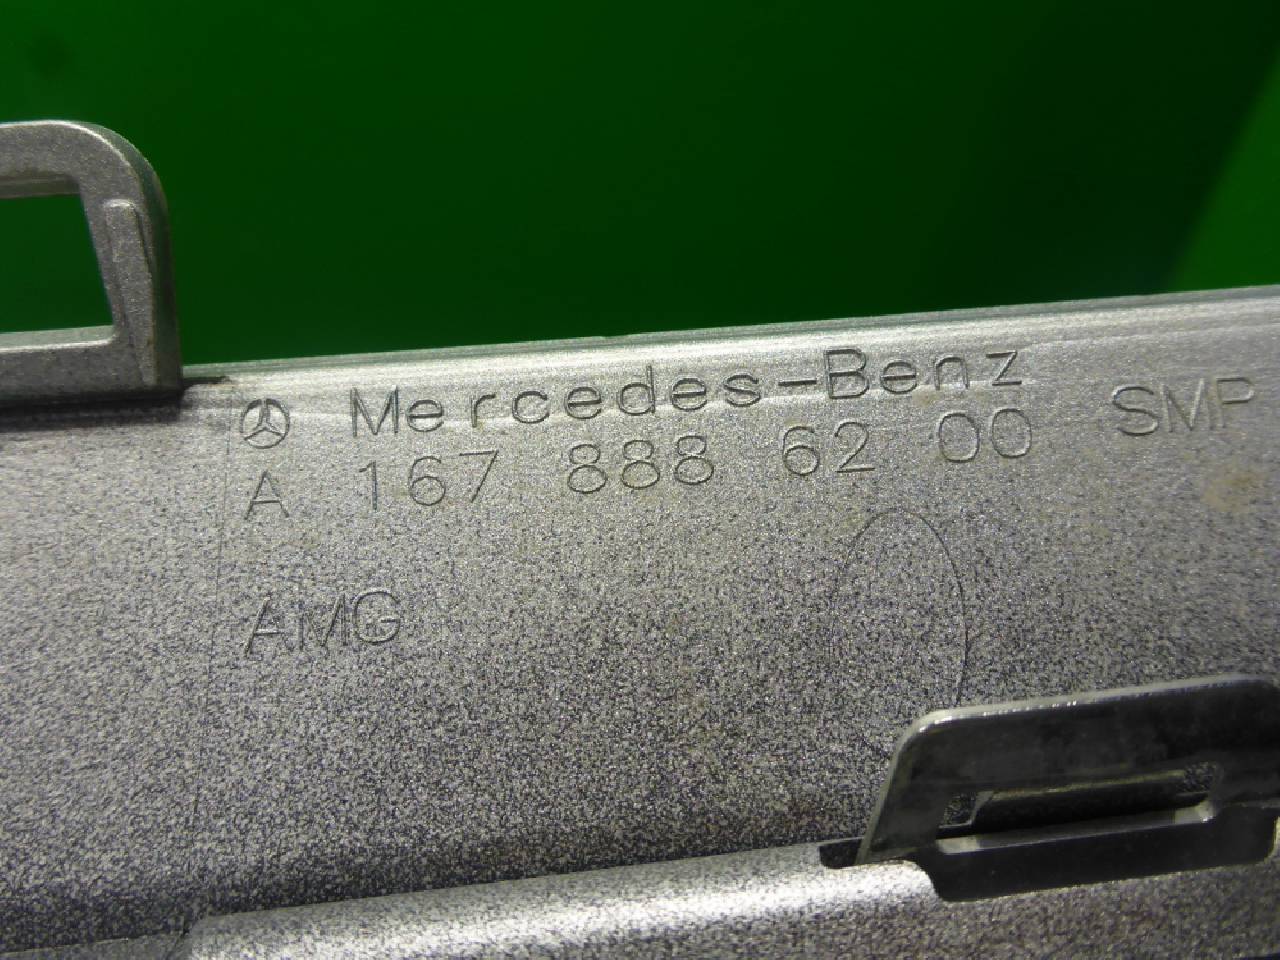 Mercedes-Benz
A 167 888 62 00 SMP
AMG